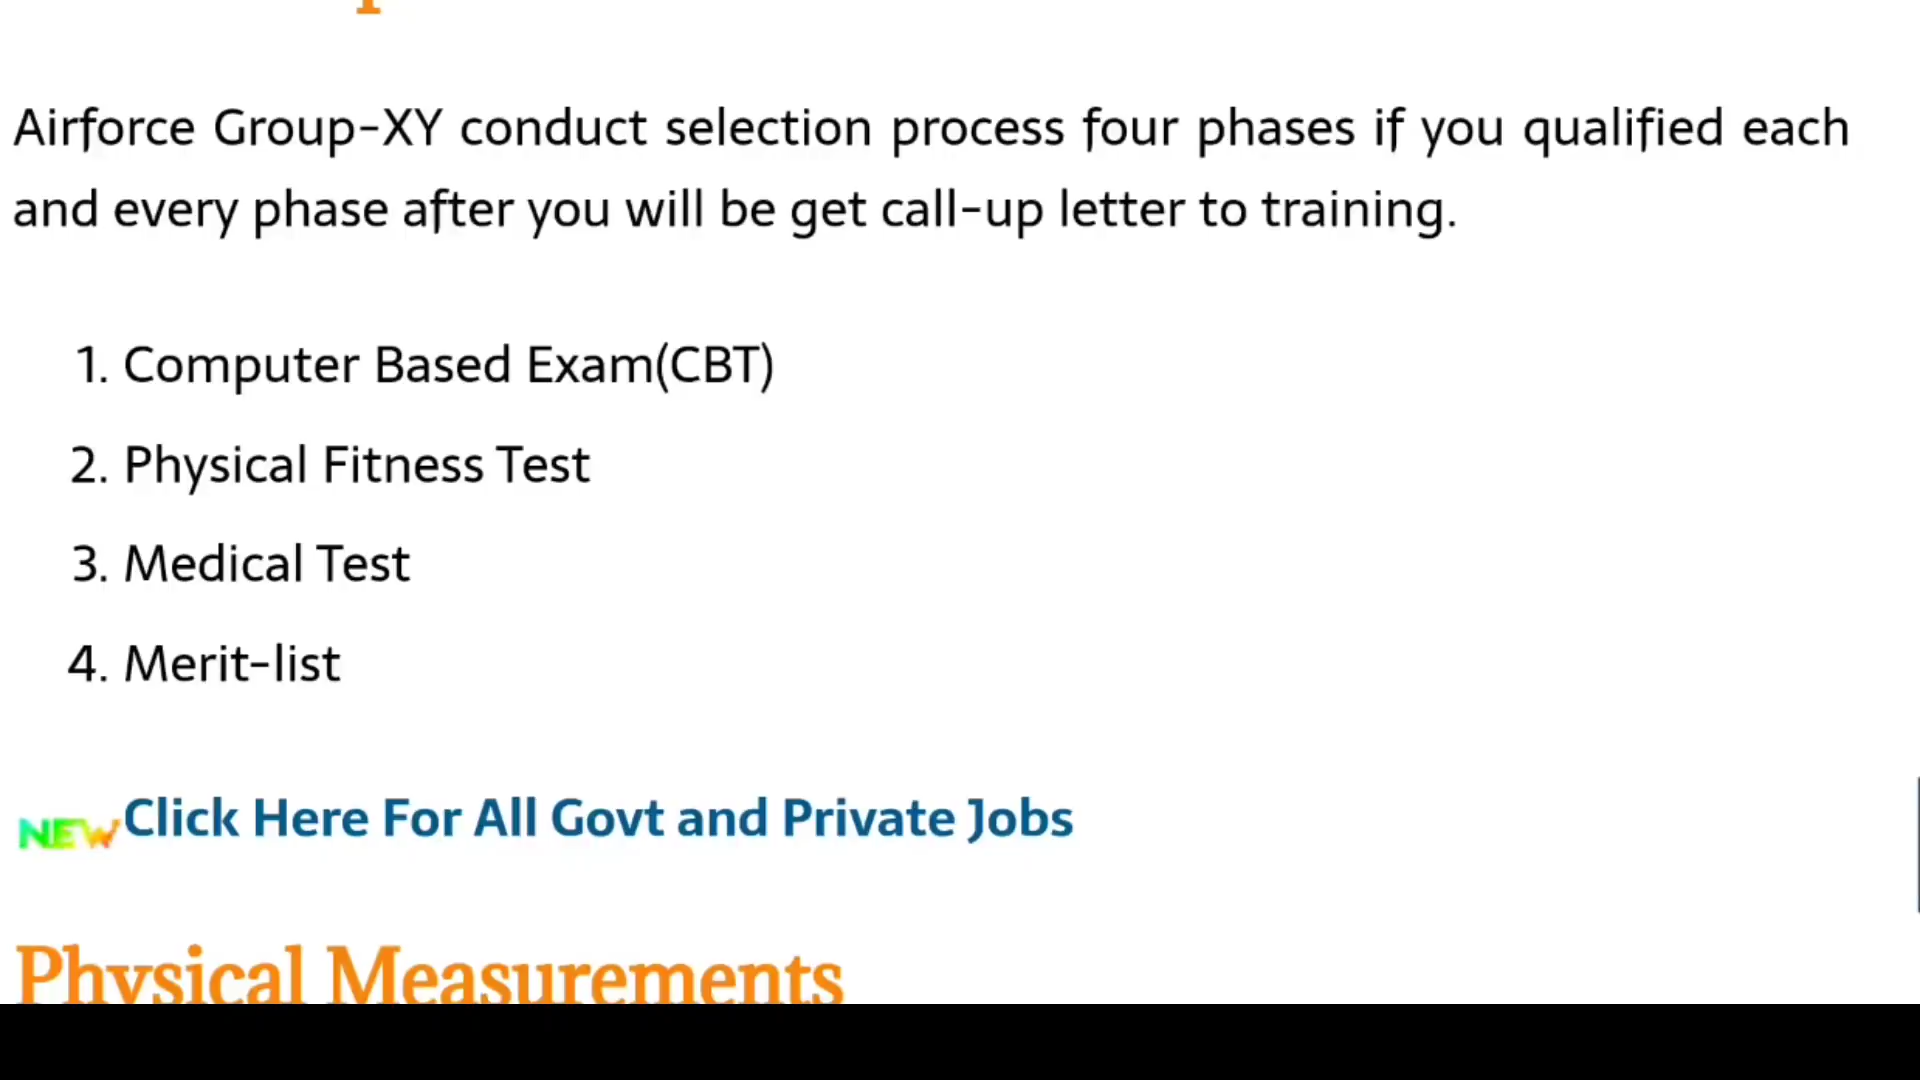 Airforce Group-XY conduct selection process four phases if you qualified each
and every phase after you will be get call-up letter to training.
1. Computer Based Exam(CBT)
2. Physical Fitness Test
3. Medical Test
4. Merit-list
NEW Click Here For All Govt and Private Jobs
Physical Measurements